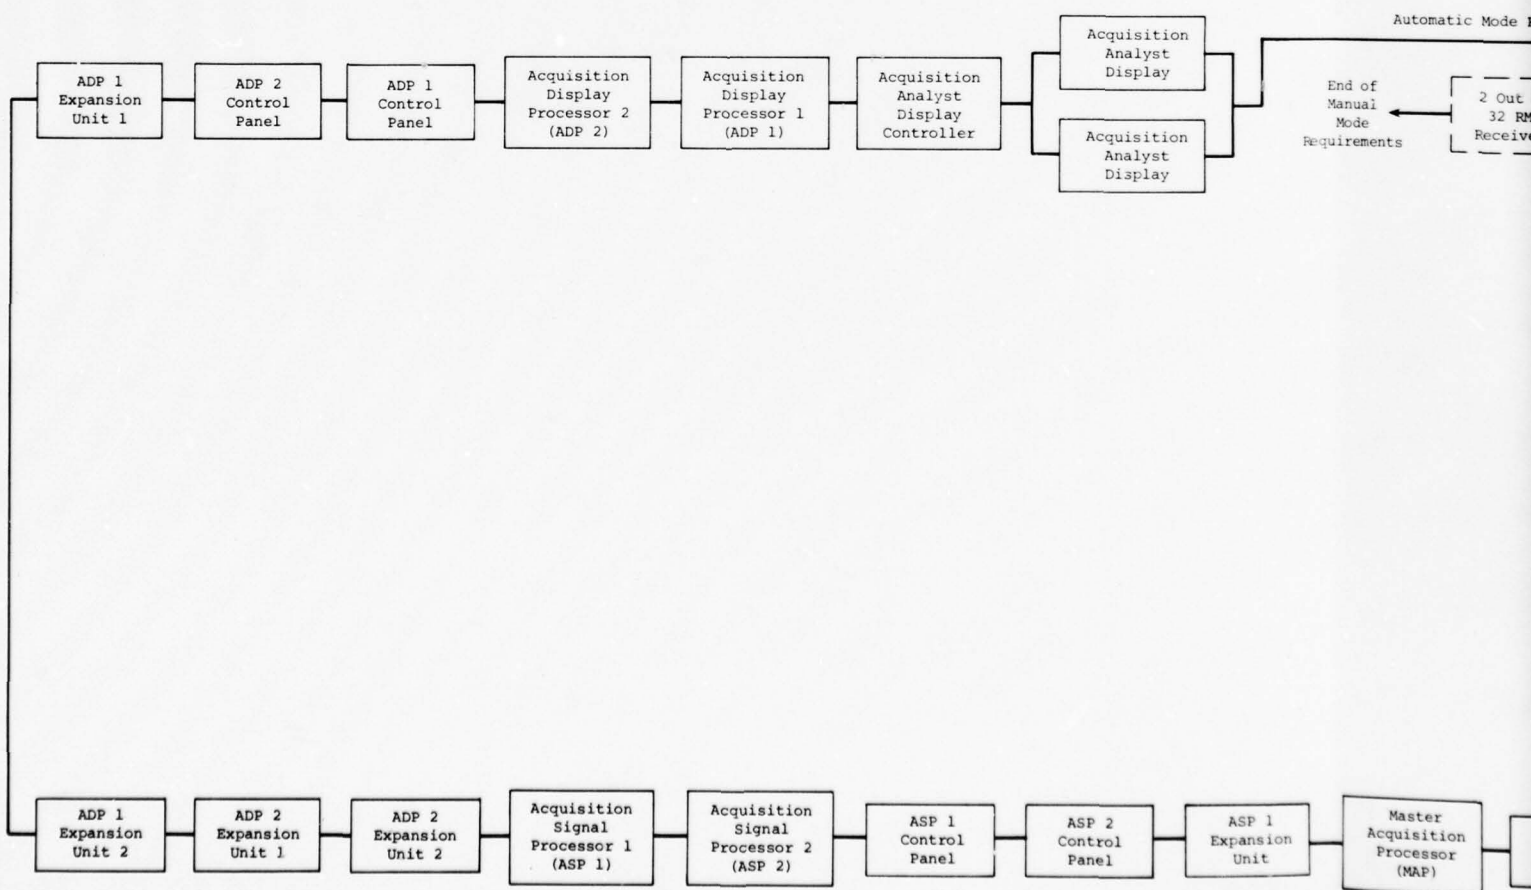 Automatic Mode
ADP 1
Expansion
Unit 1
ADP 2
Control
Panel
ADP 1
Control
Panel
Acquisition
Display
Processor 2
(ADP 2)
Acquisition
Display
Processor 1
(ADP 1)
Acquisition
Analyst
Display
Controller
Acquisition
Analyst
Display
Acquisition
Analyst
Display
End of
Manual
Mode
Requirements
2 Out
32
ADP 1
Expansion
Unit 2
ADP 2
Expansion
Unit 1
ADP 2
Expansion
Unit 2
Acquisition
Signal
Processor 1
(ASP 1)
Acquisition
Signal
Processor 2
(ASP 2)
ASP 1
Control
Panel
ASP 2
Control
Panel
ASP 1
Expansion
Unit
Master
Acquisition
Processor
(MAP)